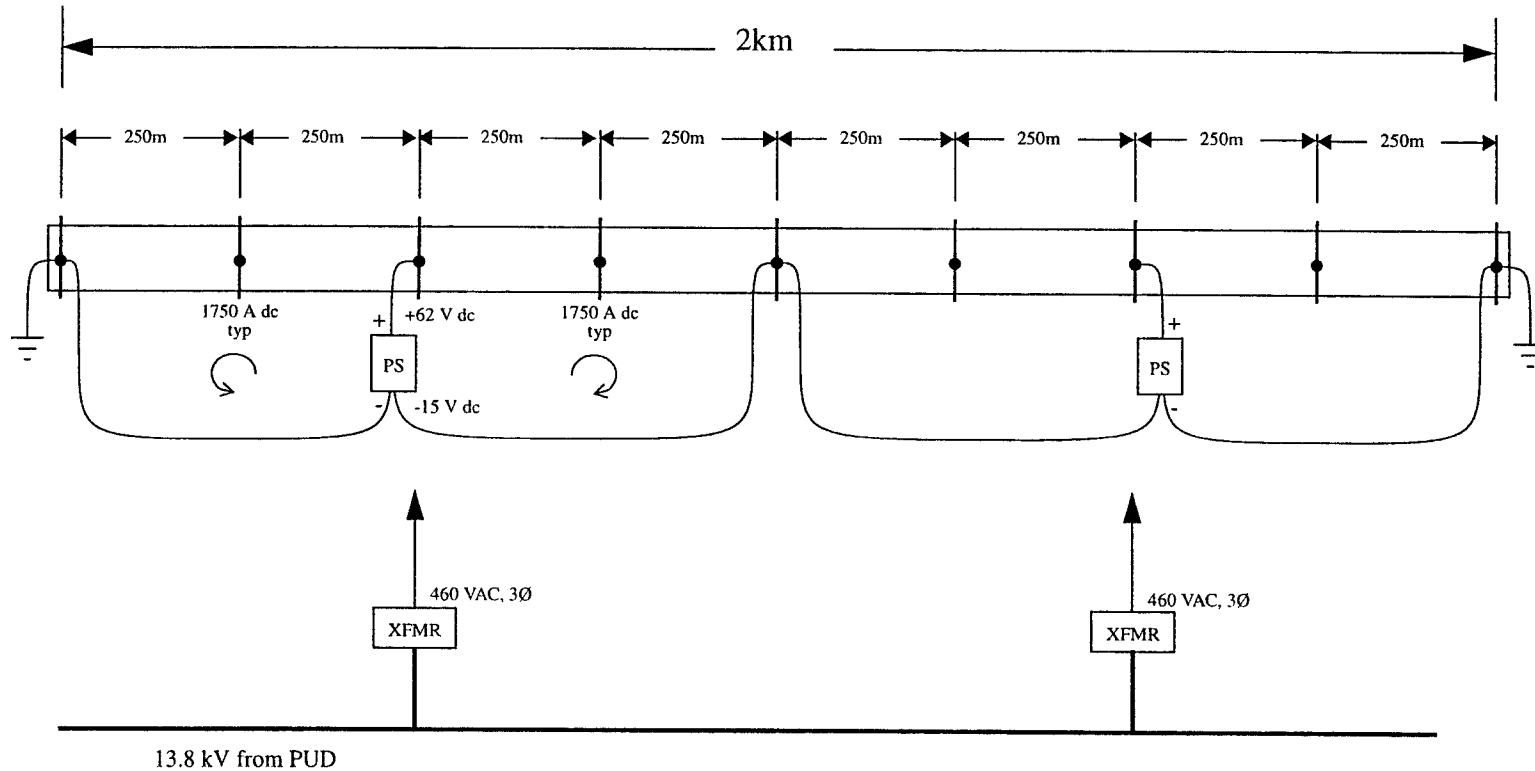 2km
250m 250m 250m 250m 250m 250m 250m 250m
1750 A dc
typ
+ +62 V dc
1750 A dc
typ
+
PS
PS
- -15 V dc
-
460 VAC, 3Ø
460 VAC, 3Ø
XFMR
XFMR
13.8 kV from PUD